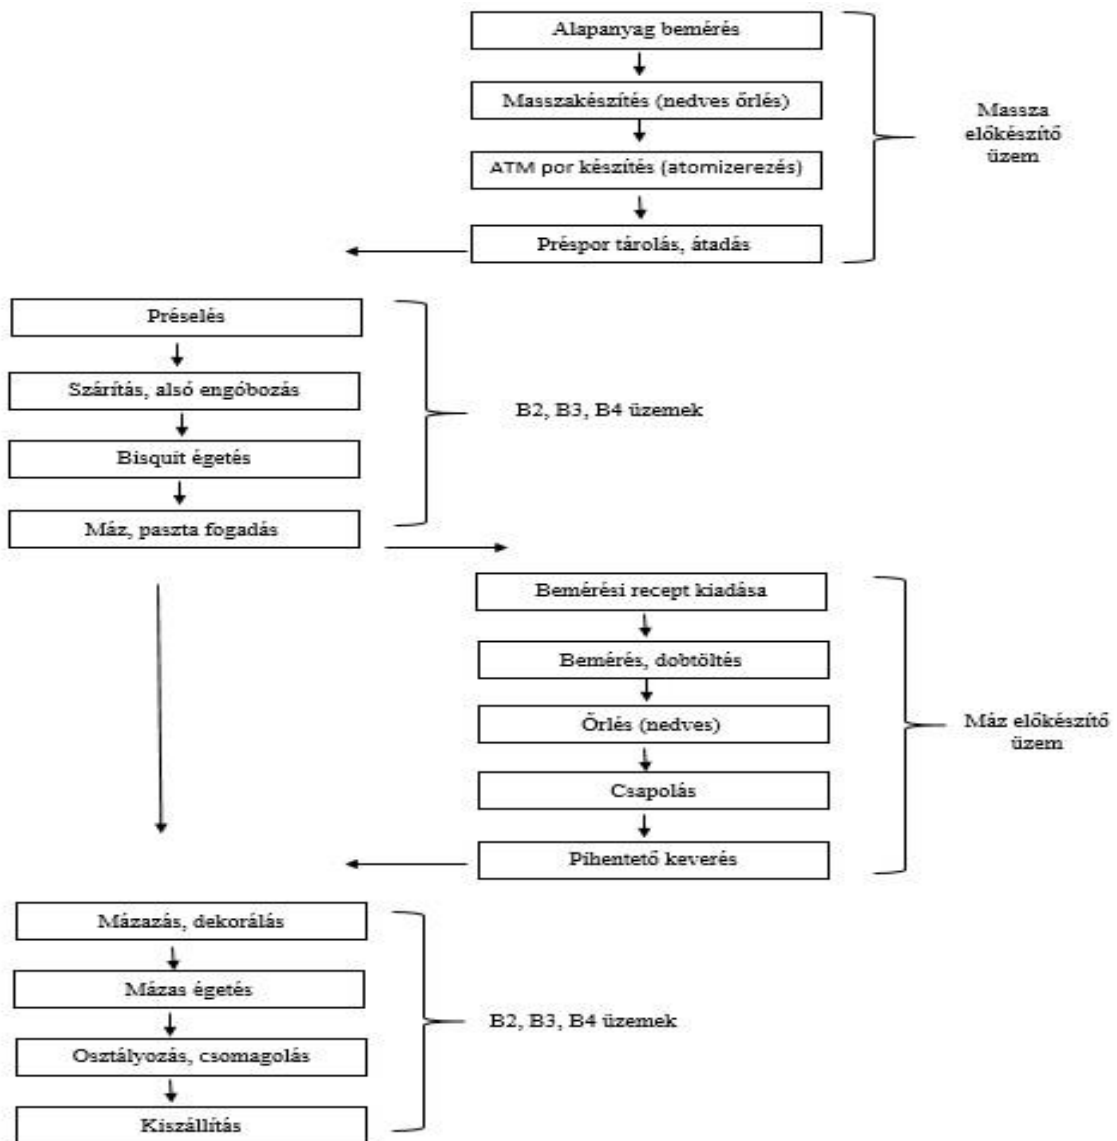 Alapanyag bemérés
Masszakészítés (nedves őrlés)
ATM por készítés (atomizerezés)
Préspor tárolás, átadás
Massza
előkészítő
üzem
Préselés
Szárítás, alsó engóbozás
Bisquit égetés
Máz, paszta fogadás
B2, B3, B4 üzemek
Bemérési recept kiadása
Bemérés, dobtöltés
Őrlés (nedves)
Csapolás
Pihentető keverés
Máz előkészítő
üzem
Mázazás, dekorálás
Mázas égetés
Osztályozás, csomagolás
Kiszállítás
B2, B3, B4 üzemek